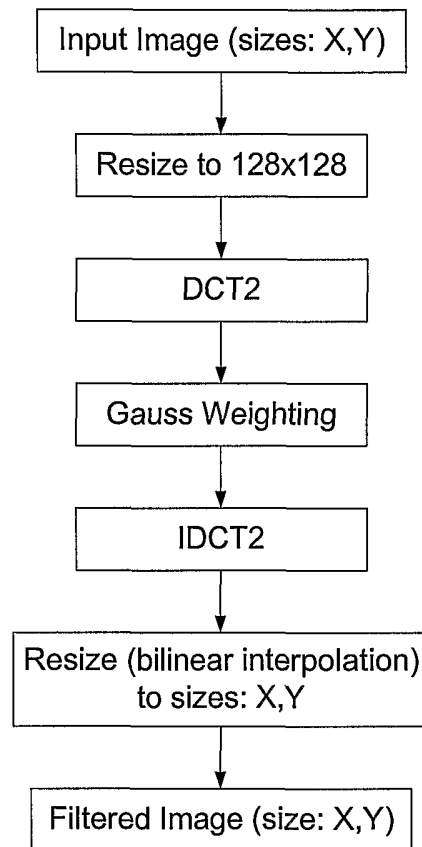 Input Image (sizes: X,Y)
Resize to 128x128
DCT2
Gauss Weighting
IDCT2
Resize (bilinear interpolation)
to sizes: X,Y
Filtered Image (size: X,Y)